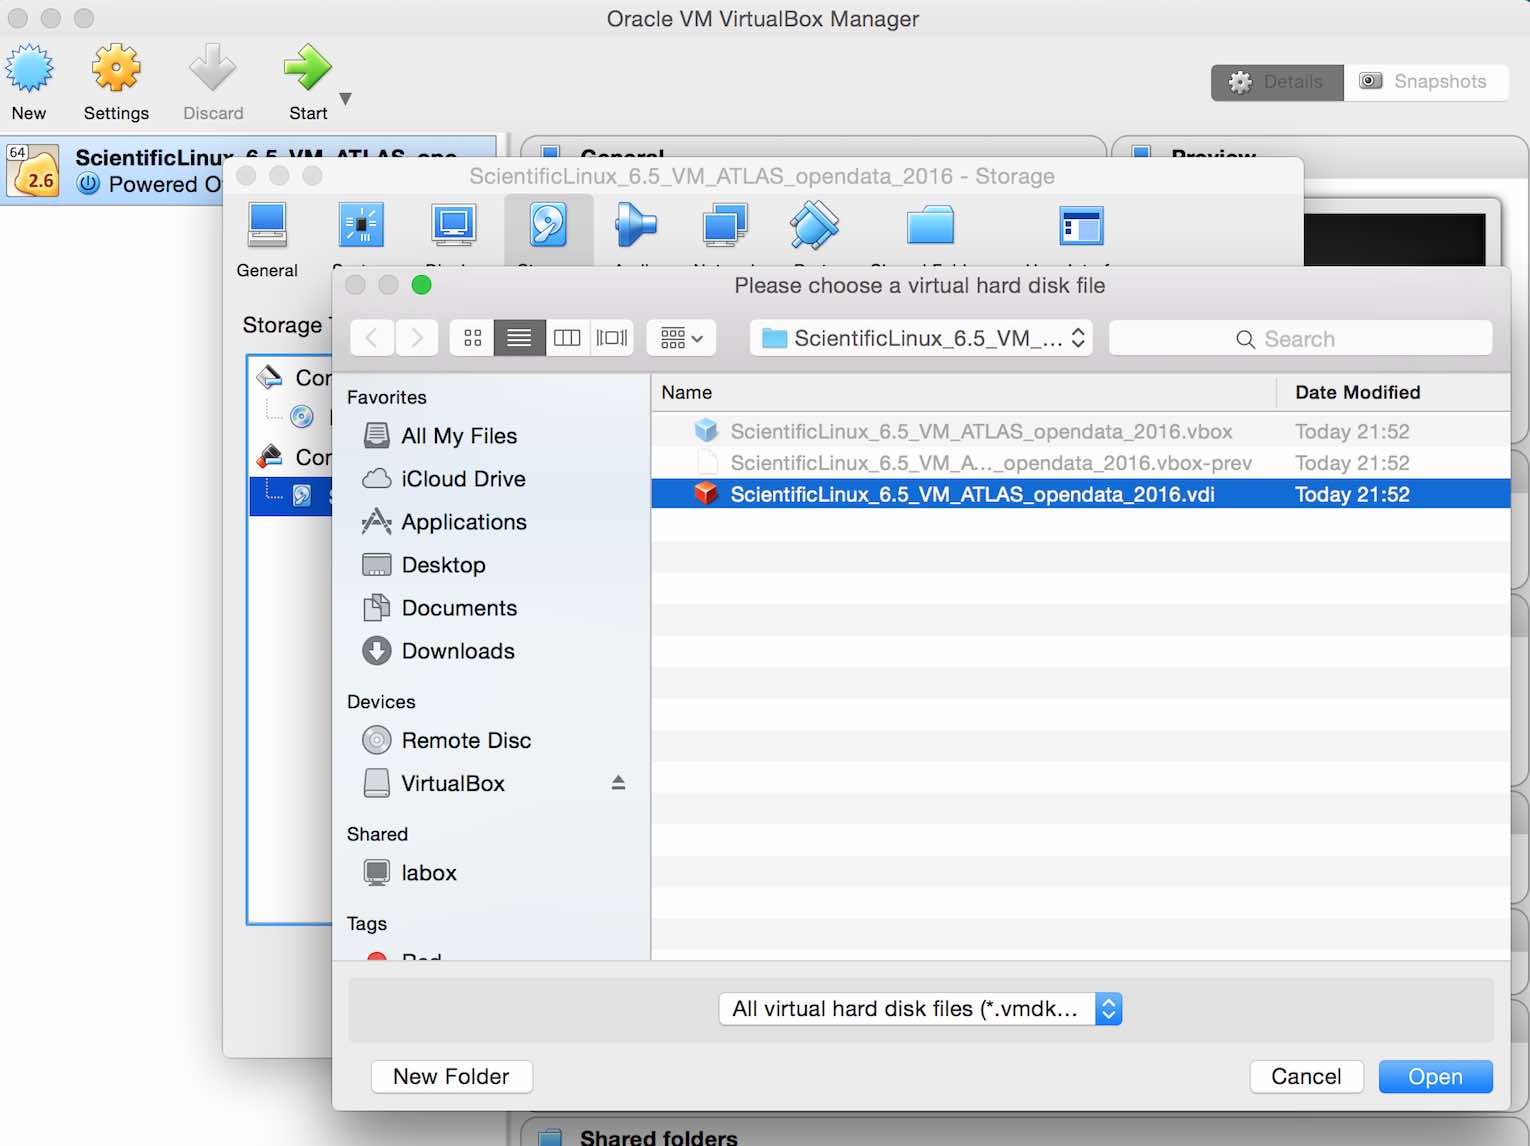 Oracle VM VirtualBox Manager
New
Settings
Discard
Start
Details
Snapshots
64
2.6
ScientificLinux_6.5_VM_ATLAS_ope
Powered O
General
Preview
ScientificLinux_6.5_VM_ATLAS_opendata_2016 - Storage
General
Storage
Con
Con
Please choose a virtual hard disk file
ScientificLinux_6.5_VM_...
Search
Favorites
All My Files
iCloud Drive
Applications
Desktop
Documents
Downloads
Devices
Remote Disc
VirtualBox
Shared
labox
Tags
Red
Name Date Modified
ScientificLinux_6.5_VM_ATLAS_opendata_2016.vbox Today 21:52
ScientificLinux_6.5_VM_A..._opendata_2016.vbox-prev Today 21:52
ScientificLinux_6.5_VM_ATLAS_opendata_2016.vdi Today 21:52
All virtual hard disk files (*.vmdk...
New Folder
Cancel
Open
Shared folders